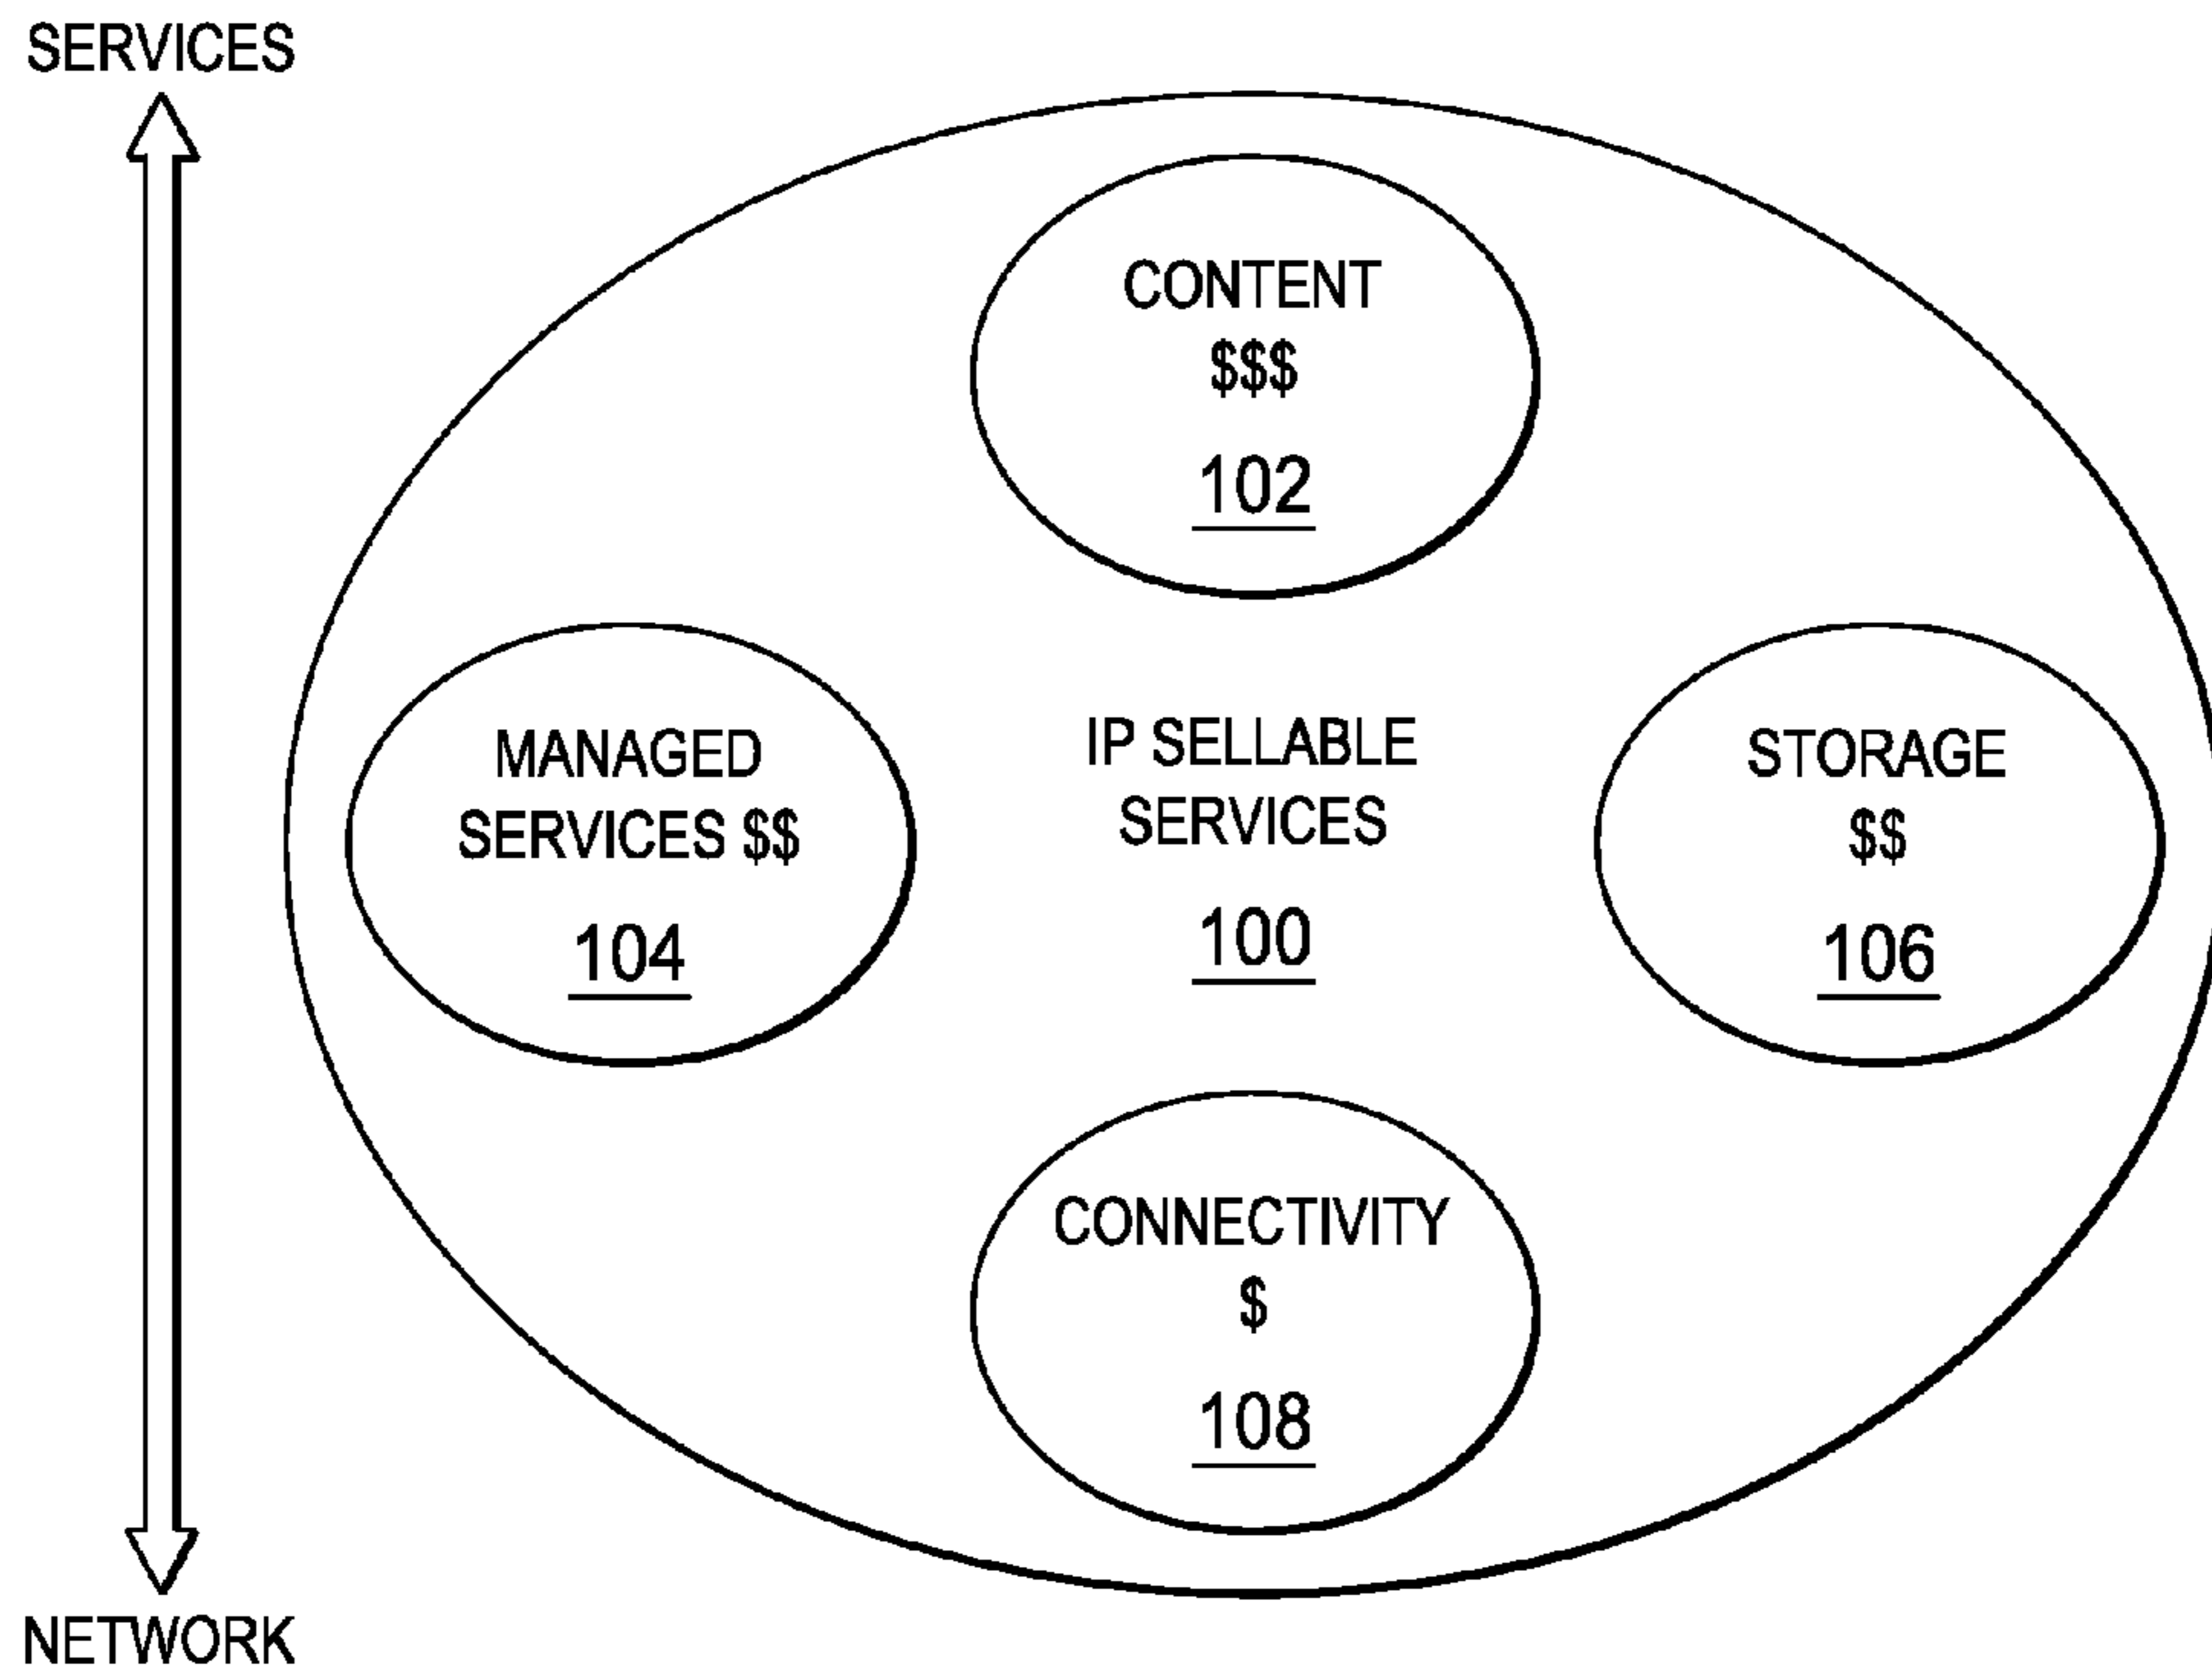 SERVICES
CONTENT
$$$
102
MANAGED
SERVICES $$
104
IP SELLABLE
SERVICES
100
STORAGE
$$
106
CONNECTIVITY
$
108
NETWORK